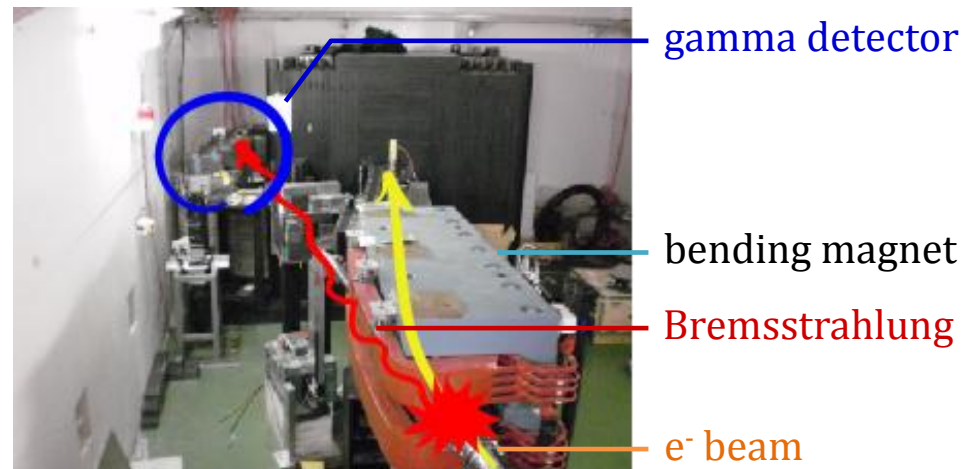 gamma detector
bending magnet
Bremsstrahlung
e⁻ beam